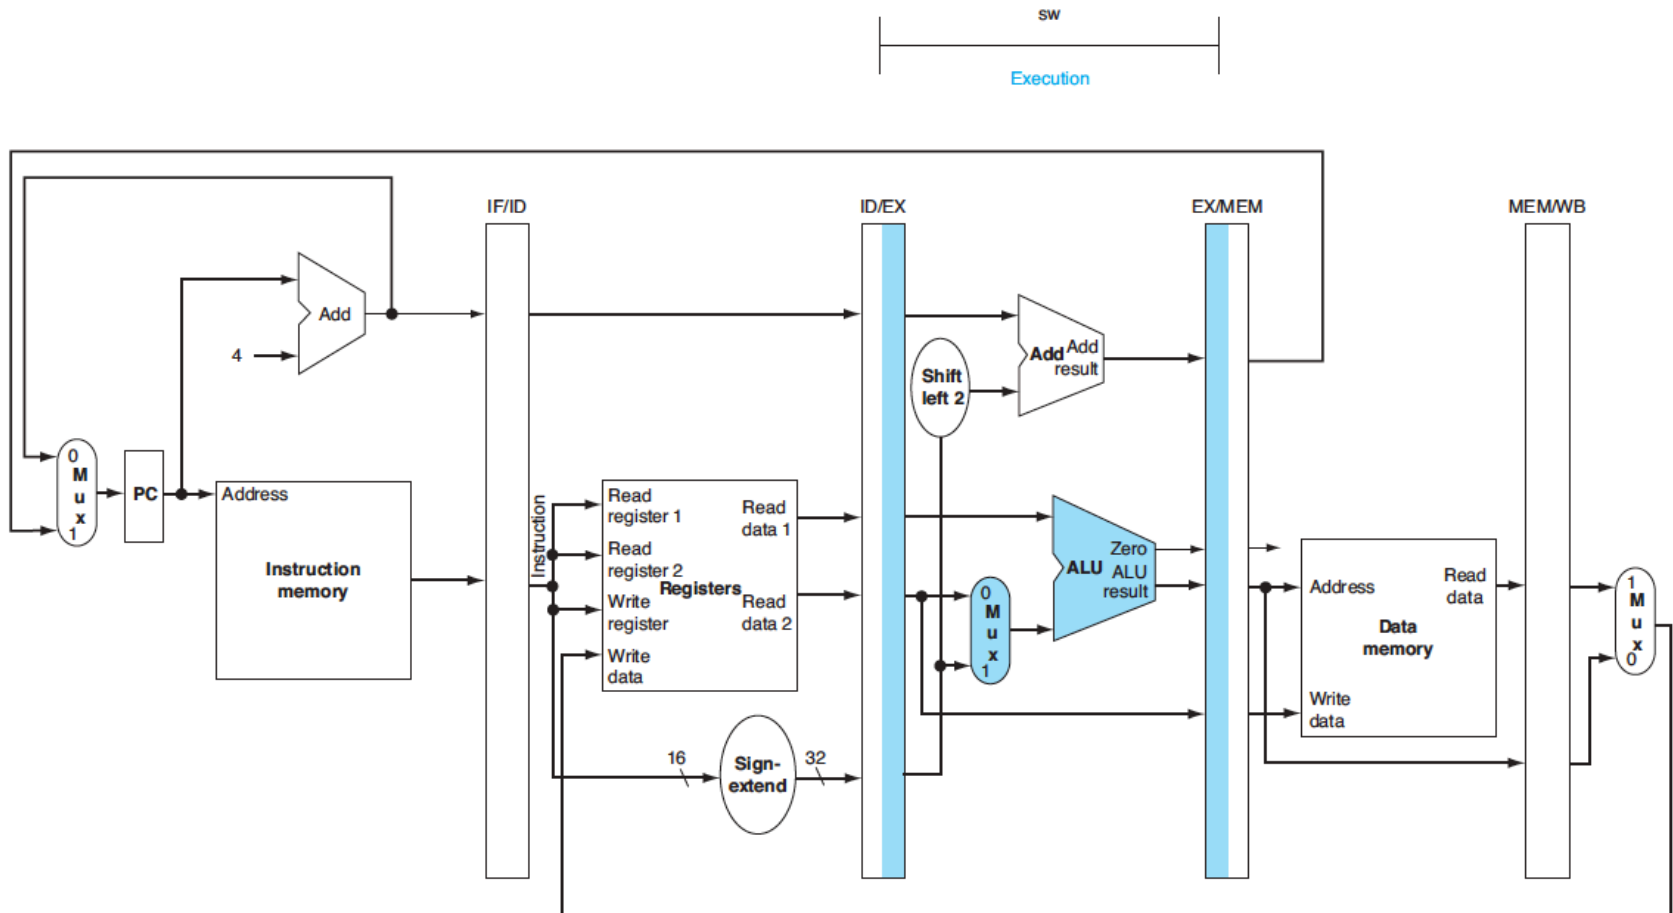 sw
Execution
IF/ID
ID/EX
EX/MEM
MEM/WB
Add
4
0
M
u
x
1
PC
Address
Instruction
memory
Instruction
Read
register 1
Read
register 2
Write
register
Write
data
Registers
Read
data 1
Read
data 2
16
Sign-
extend
32
Shift
left 2
Add
Add
result
0
M
u
x
1
ALU
Zero
ALU
result
Address
Read
data
Data
memory
Write
data
1
M
u
x
0